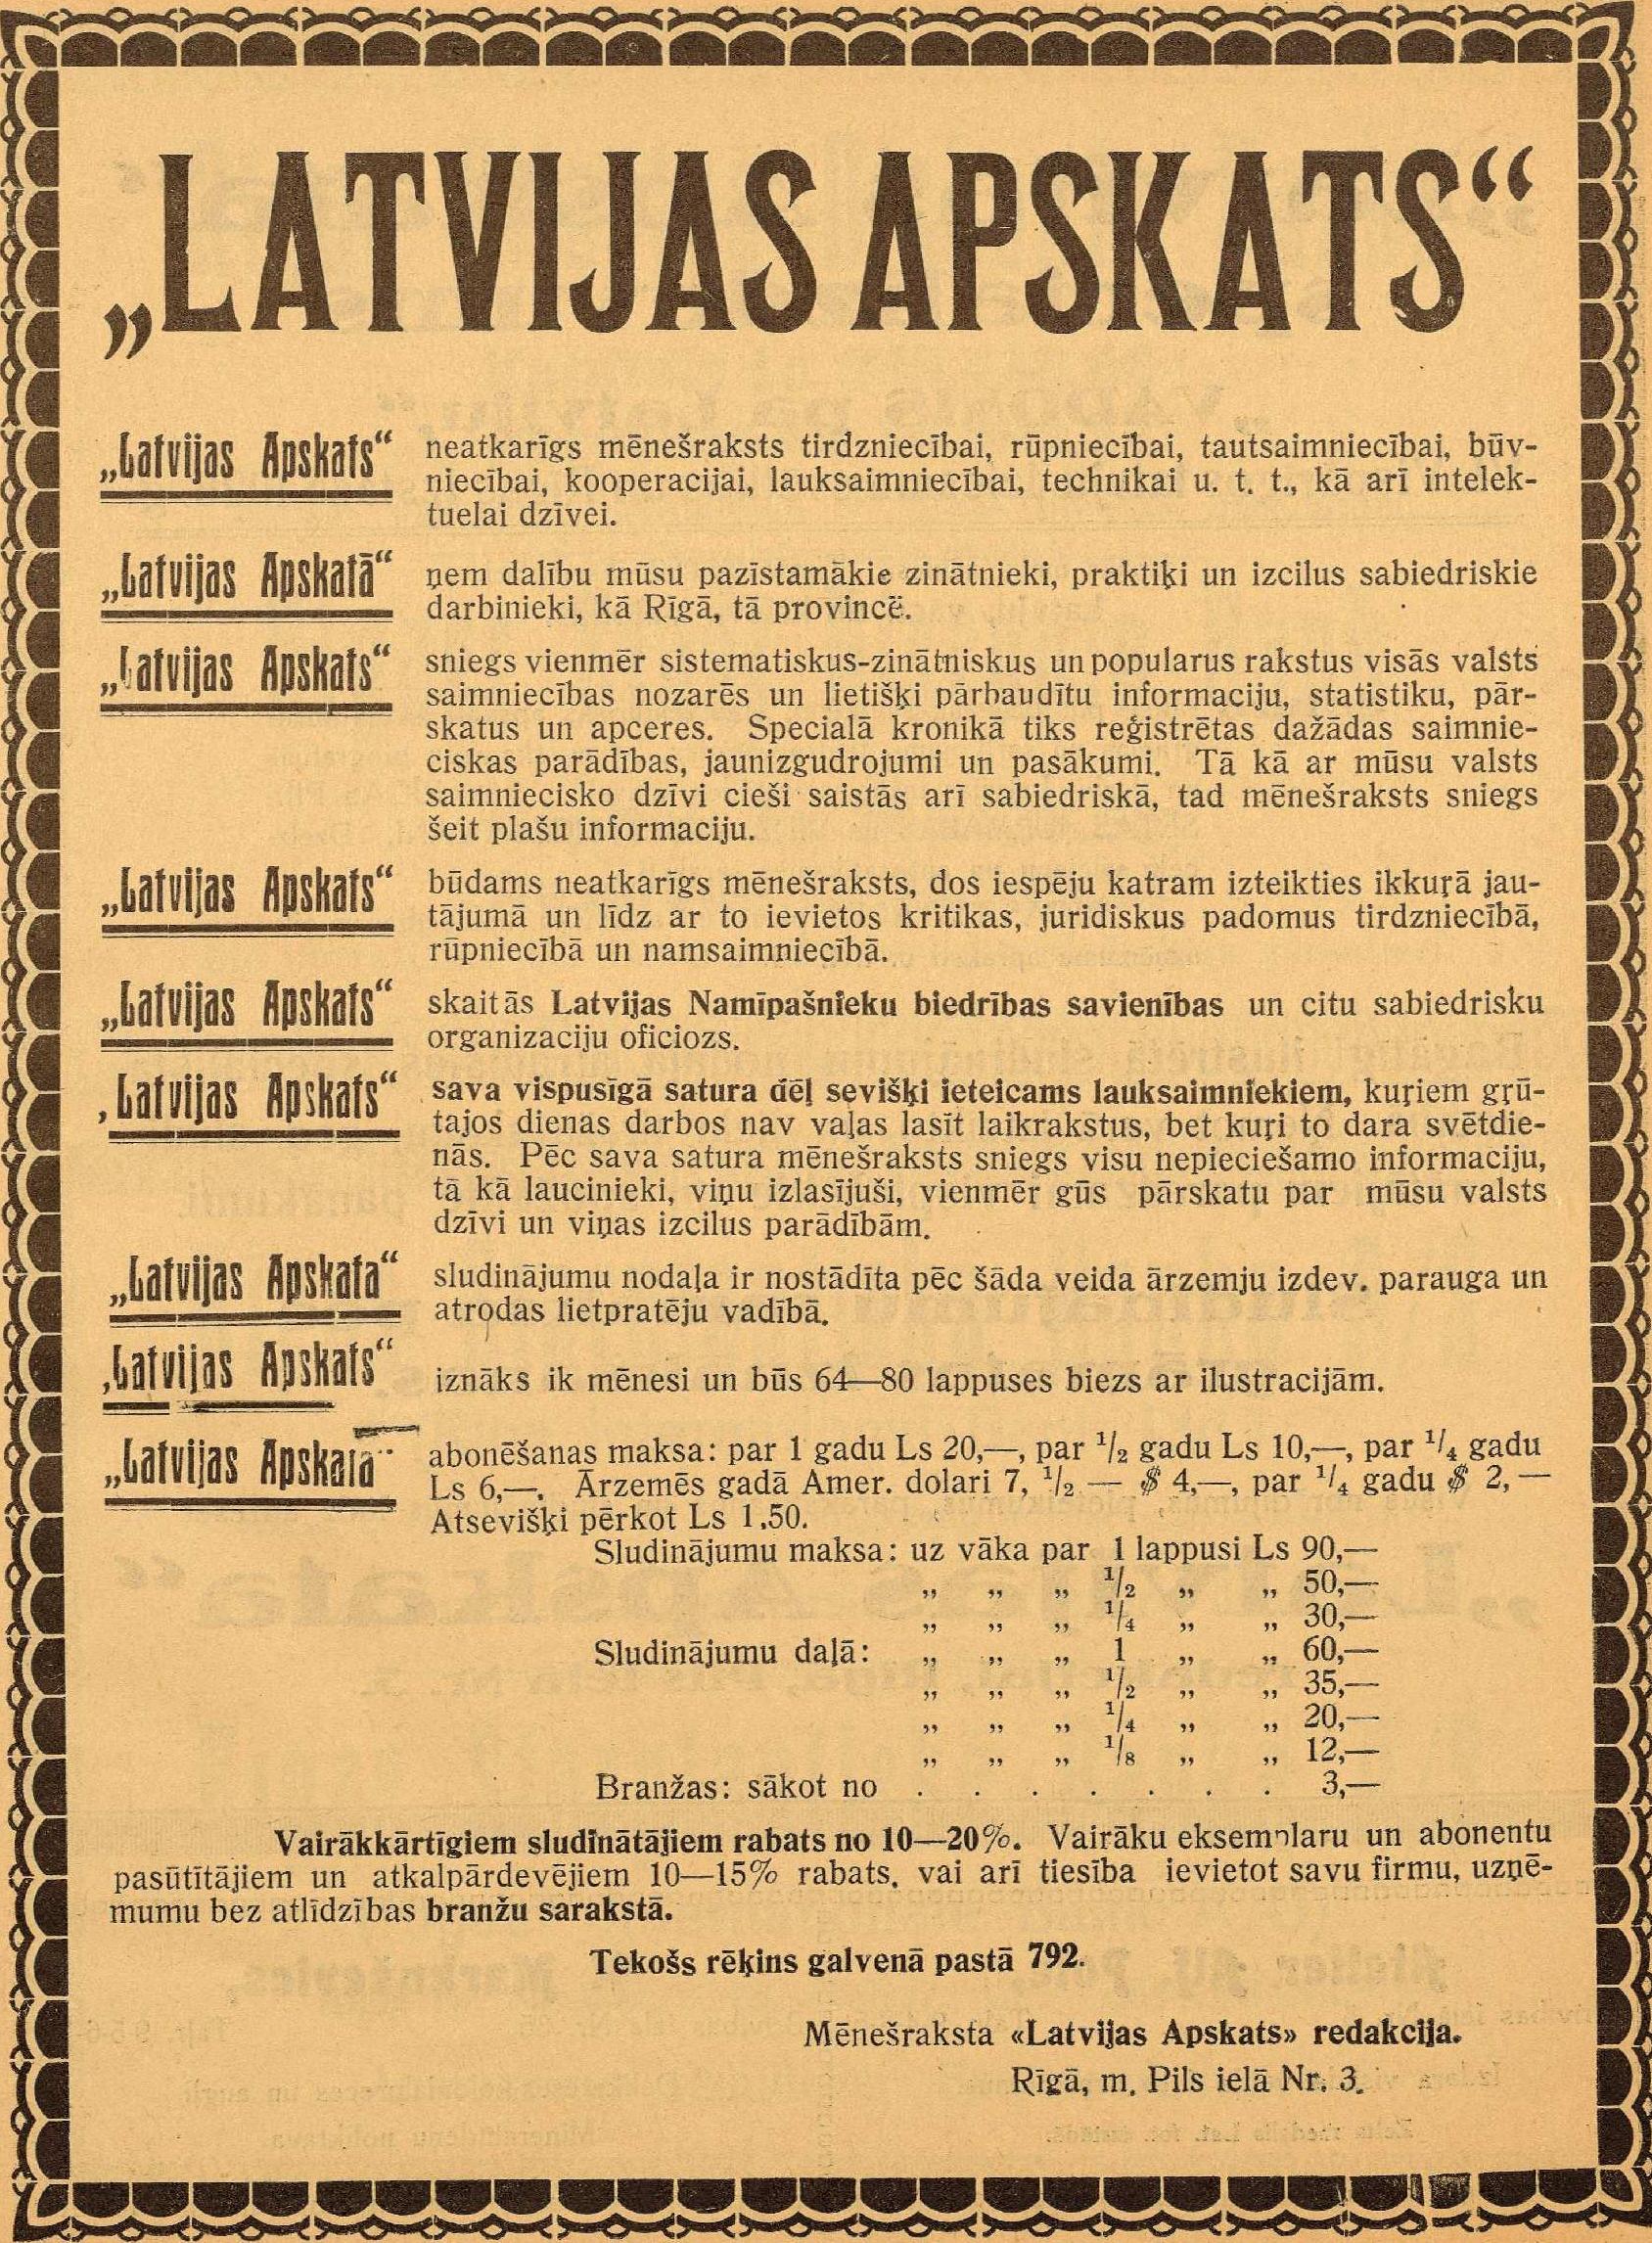 „LATVIJAS APSKATS“
„Latvijas Apskats“ neatkarīgs mēnešraksts tirdzniecībai, rūpniecībai, tautsaimniecībai, būv-
niecībai, kooperacijai, lauksaimniecībai, technikai u. t. t., kā arī intelek-
tuelai dzīvei.
„Latvijas Apskatā“ ņem dalību mūsu pazīstamākie zinātnieki, praktiķi un izcilus sabiedriskie
darbinieki, kā Rīgā, tā provincē.
„Latvijas Apskats“ sniegs vienmēr sistematiskus-zinātniskus un popularus rakstus visās valsts
saimniecības nozarēs un lietišķi pārbaudītu informaciju, statistiku, pār-
skatus un apceres. Specialā kronikā tiks reģistrētas dažādas saimnie-
ciskas parādības, jaunizgudrojumi un pasākumi. Tā kā ar mūsu valsts
saimniecisko dzīvi cieši saistās arī sabiedriskā, tad mēnešraksts sniegs
šeit plašu informaciju.
„Latvijas Apskats“ būdams neatkarīgs mēnešraksts, dos iespēju katram izteikties ikkuŗā jau-
tājumā un līdz ar to ievietos kritikas, juridiskus padomus tirdzniecībā,
rūpniecībā un namsaimniecībā.
„Latvijas Apskats“ skaitās Latvijas Namīpašnieku biedrības savienības un citu sabiedrisku
organizaciju oficiozs.
‚Latvijas Apskats“ sava vispusīgā satura dēļ sevišķi ieteicams lauksaimniekiem, kuŗiem gŗū-
tajos dienas darbos nav vaļas lasīt laikrakstus, bet kuŗi to dara svētdie-
nās. Pēc sava satura mēnešraksts sniegs visu nepieciešamo informaciju,
tā kā laucinieki, viņu izlasījuši, vienmēr gūs pārskatu par mūsu valsts
dzīvi un viņas izcilus parādībām.
„Latvijas Apskata“ sludinājumu nodaļa ir nostādīta pēc šāda veida ārzemju izdev. parauga un
atrodas lietpratēju vadībā.
‚Latvijas Apskats“ iznāks ik mēnesi un būs 64—80 lappuses biezs ar ilustracijām.
„Latvijas Apskata“ abonēšanas maksa: par 1 gadu Ls 20,—, par 1/2 gadu Ls 10,—, par 1/4 gadu
Ls 6,—. Ārzemēs gadā Amer. dolari 7, 1/2 — $ 4,—, par 1/4 gadu $ 2,—
Atsevišķi pērkot Ls 1.50.
Sludinājumu maksa: uz vāka par 1 lappusi Ls 90,—
„ „ „ 1/2 „ „ 50,—
„ „ „ 1/4 „ „ 30,—
Sludinājumu daļā: „ „ „ 1 „ „ 60,—
„ „ „ 1/2 „ „ 35,—
„ „ „ 1/4 „ „ 20,—
„ „ „ 1/8 „ „ 12,—
Branžas: sākot no . . . . . . . 3,—
Vairākkārtīgiem sludinātājiem rabats no 10—20%. Vairāku eksemplaru un abonentu
pasūtītājiem un atkalpārdevējiem 10—15% rabats, vai arī tiesība ievietot savu firmu, uzņē-
mumu bez atlīdzības branžu sarakstā.
Tekošs rēķins galvenā pastā 792.
Mēnešraksta «Latvijas Apskats» redakcija.
Rīgā, m. Pils ielā Nr. 3.